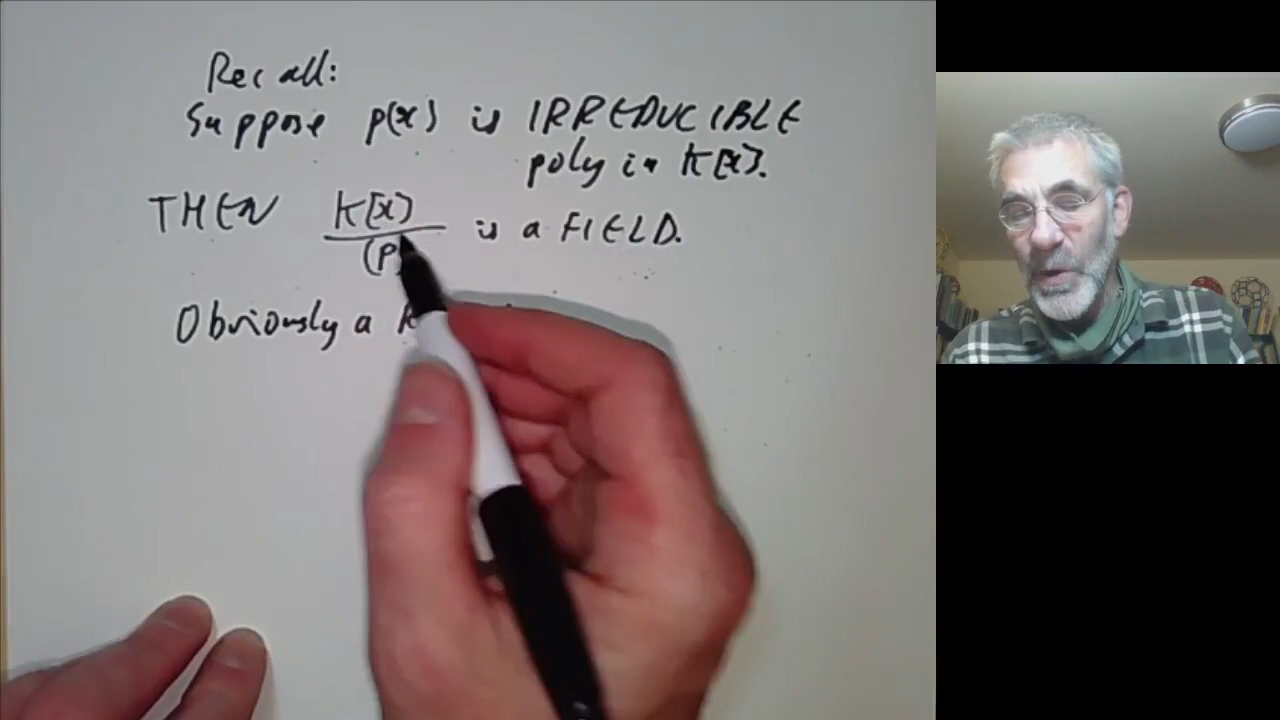 Recall:
Suppose p(x) is IRREDUCIBLE
poly in K[x].
THEN K[x]/(p) is a FIELD.
Obviously a